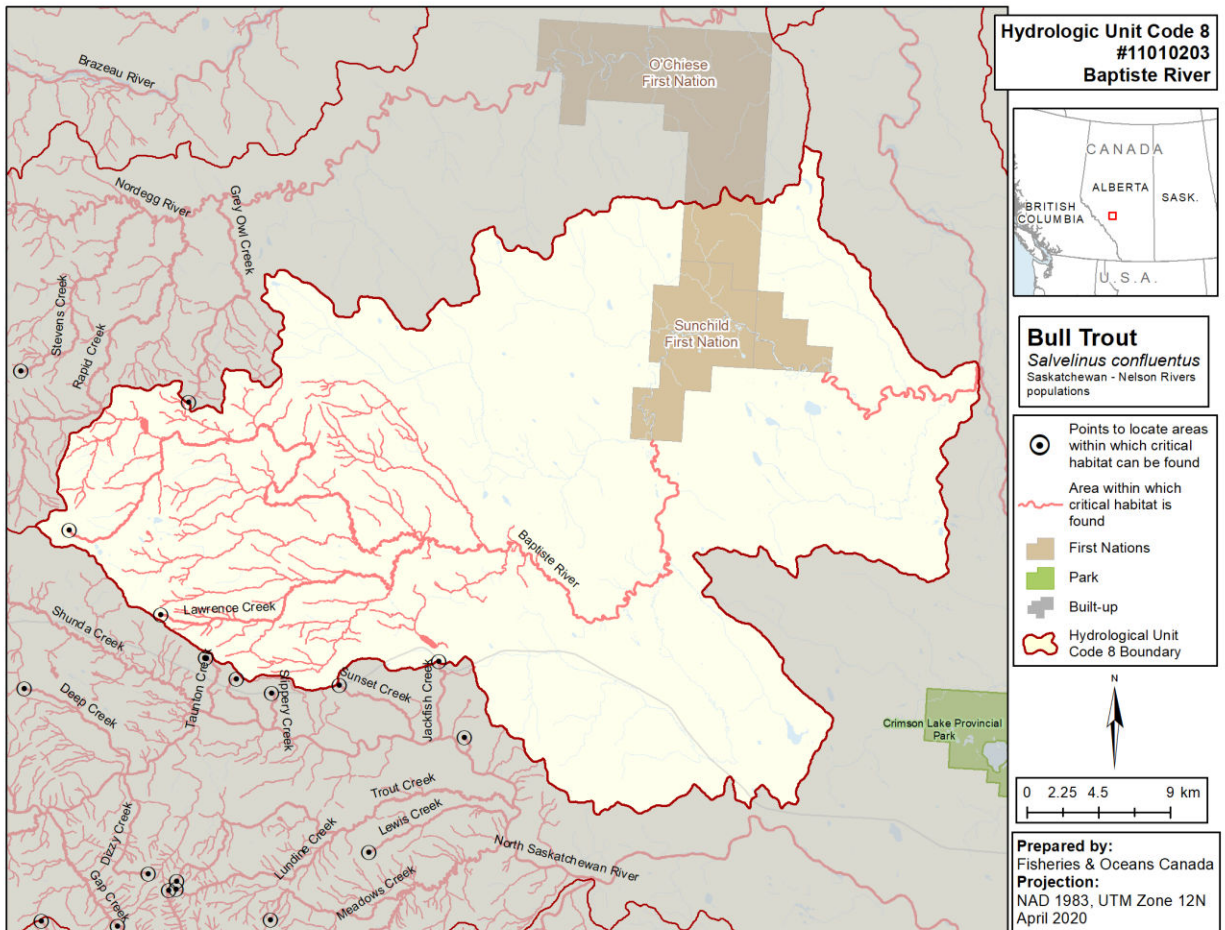 Hydrologic Unit Code 8
#11010203
Baptiste River
CANADA
ALBERTA
SASK.
BRITISH
COLUMBIA
U.S.A.
Bull Trout
Salvelinus confluentus
Saskatchewan - Nelson Rivers
populations
Points to locate areas
within which critical
habitat can be found
Area within which
critical habitat is
found
First Nations
Park
Built-up
Hydrological Unit
Code 8 Boundary
N
0 2.25 4.5 9 km
Prepared by:
Fisheries & Oceans Canada
Projection:
NAD 1983, UTM Zone 12N
April 2020
Brazeau River
O'Chiese
First Nation
Nordegg River
Grey Owl Creek
Stevens Creek
Rapid Creek
Sunchild
First Nation
Baptiste River
Lawrence Creek
Shunda Creek
Taunton Creek
Slippery Creek
Sunset Creek
Jackfish Creek
Deep Creek
Crimson Lake Provincial
Park
Trout Creek
Lewis Creek
Dizzy Creek
Lundine Creek
North Saskatchewan River
Gap Creek
Meadows Creek